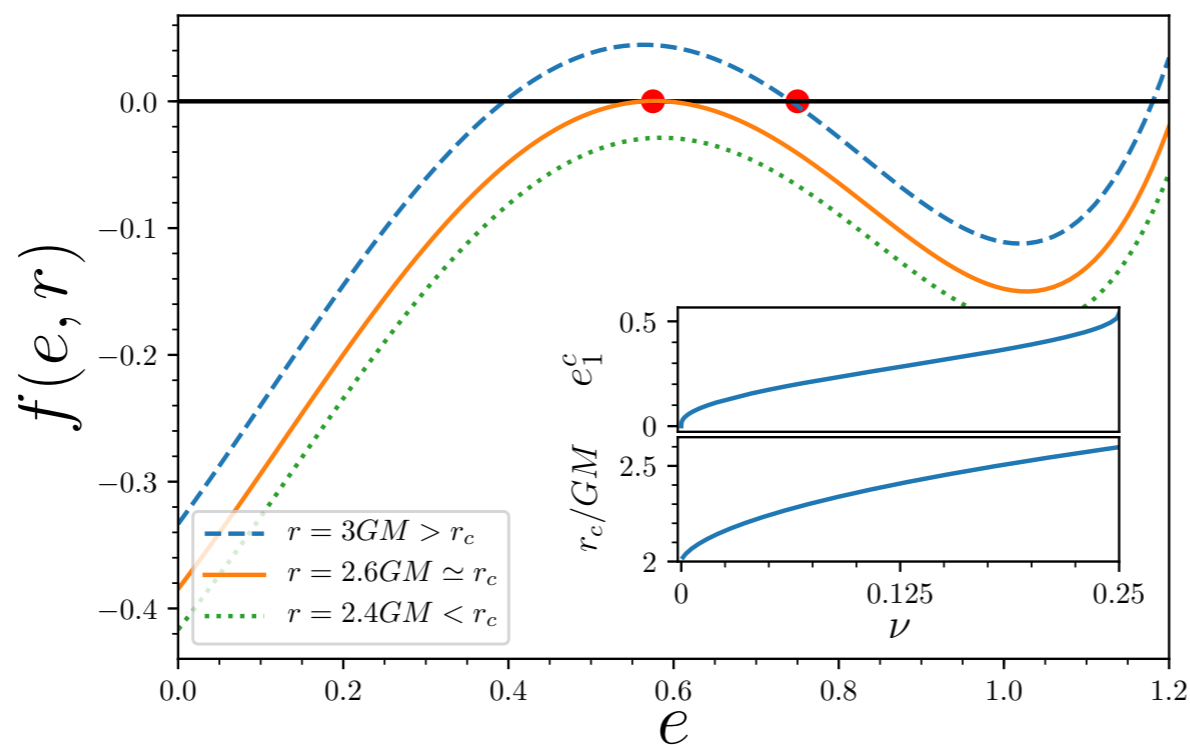 f(e, r)
0.0
−0.1
−0.2
−0.3
−0.4
r = 3GM > r_c
r = 2.6GM ≃ r_c
r = 2.4GM < r_c
0.5
0
e_1^c
2.5
2
r_c/GM
0 0.125 0.25
ν
0.0 0.2 0.4 0.6 0.8 1.0 1.2
e